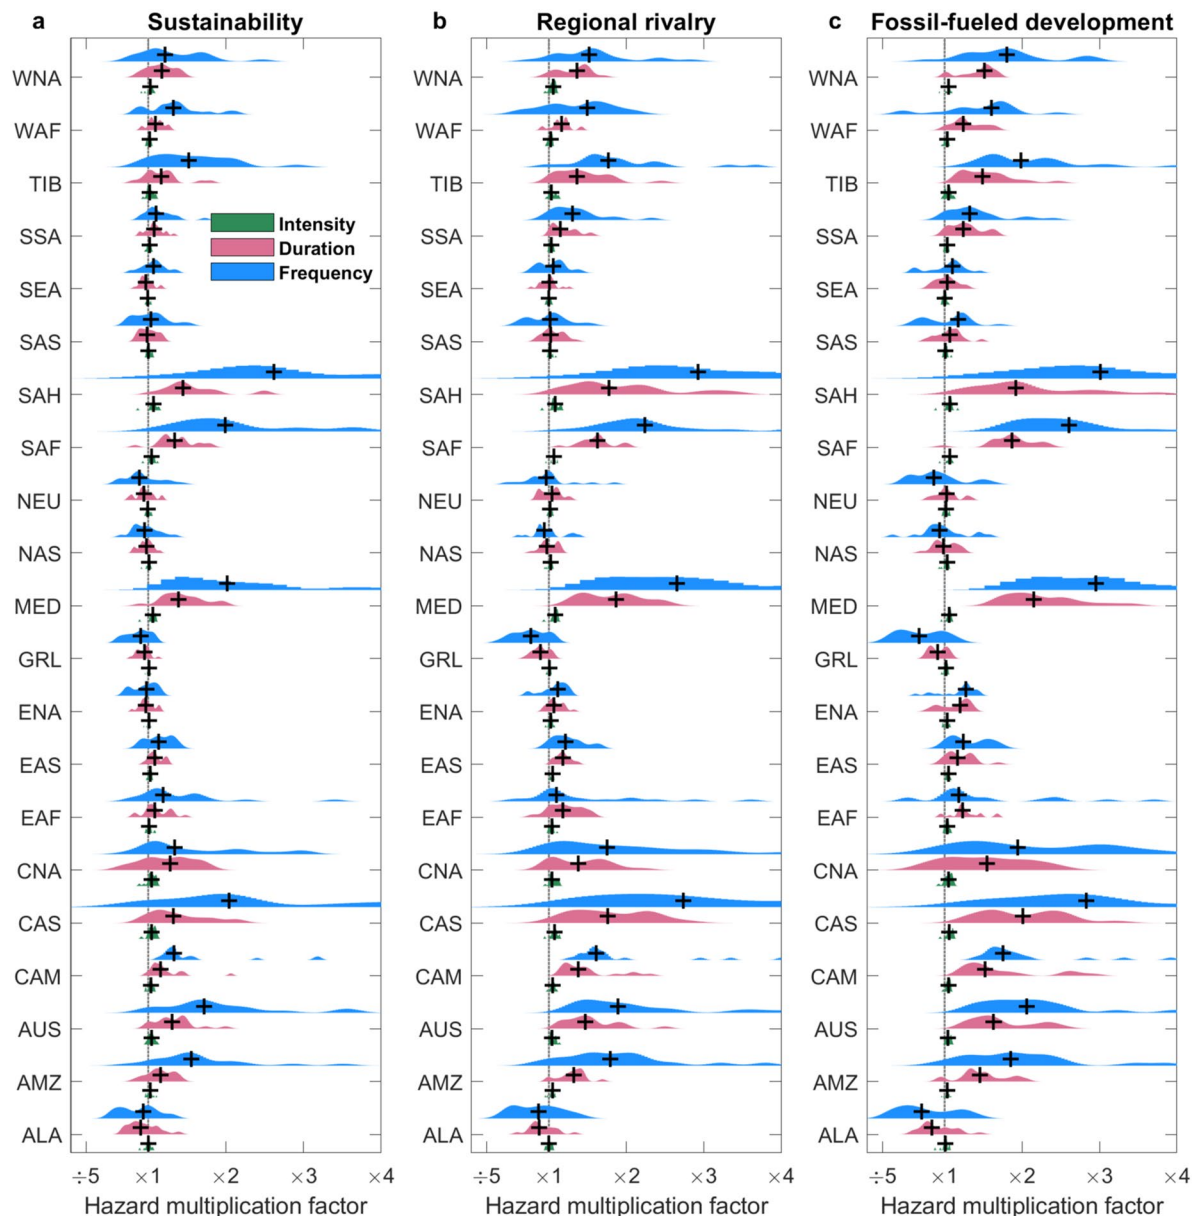 a Sustainability
b Regional rivalry
c Fossil-fueled development
WNA
WAF
TIB
SSA
SEA
SAS
SAH
SAF
NEU
NAS
MED
GRL
ENA
EAS
EAF
CNA
CAS
CAM
AUS
AMZ
ALA
Intensity
Duration
Frequency
÷5 ×1 ×2 ×3 ×4
Hazard multiplication factor
WNA
WAF
TIB
SSA
SEA
SAS
SAH
SAF
NEU
NAS
MED
GRL
ENA
EAS
EAF
CNA
CAS
CAM
AUS
AMZ
ALA
÷5 ×1 ×2 ×3 ×4
Hazard multiplication factor
WNA
WAF
TIB
SSA
SEA
SAS
SAH
SAF
NEU
NAS
MED
GRL
ENA
EAS
EAF
CNA
CAS
CAM
AUS
AMZ
ALA
÷5 ×1 ×2 ×3 ×4
Hazard multiplication factor